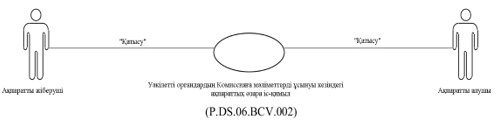 "Қатысу" "Қатысу"
Ақпаратты жіберуші Уәкілетті органдардың Комиссияға мәліметтерді ұсынуы кезіндегі Ақпаратты алушы
ақпараттық өзара іс-қимыл
(P.DS.06.BCV.002)